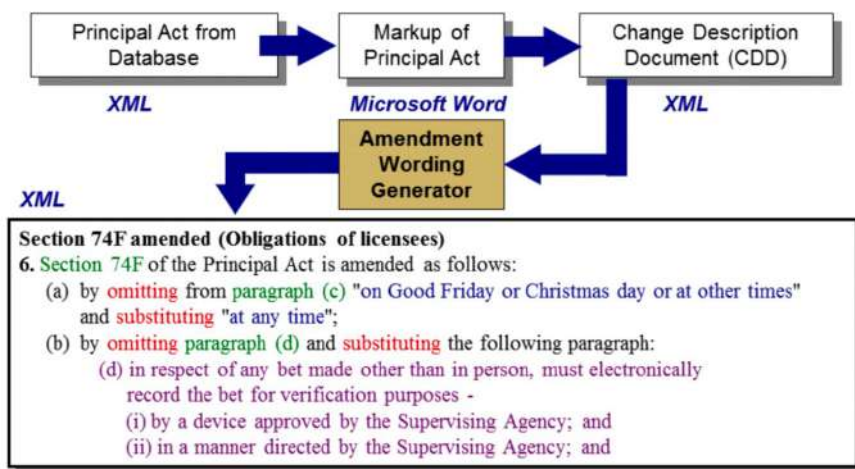 Principal Act from
Database
Markup of
Principal Act
Change Description
Document (CDD)
XML
Microsoft Word
XML
Amendment
Wording
Generator
XML
Section 74F amended (Obligations of licensees)
6. Section 74F of the Principal Act is amended as follows:
(a) by omitting from paragraph (c) "on Good Friday or Christmas day or at other times"
and substituting "at any time";
(b) by omitting paragraph (d) and substituting the following paragraph:
(d) in respect of any bet made other than in person, must electronically
record the bet for verification purposes -
(i) by a device approved by the Supervising Agency; and
(ii) in a manner directed by the Supervising Agency; and